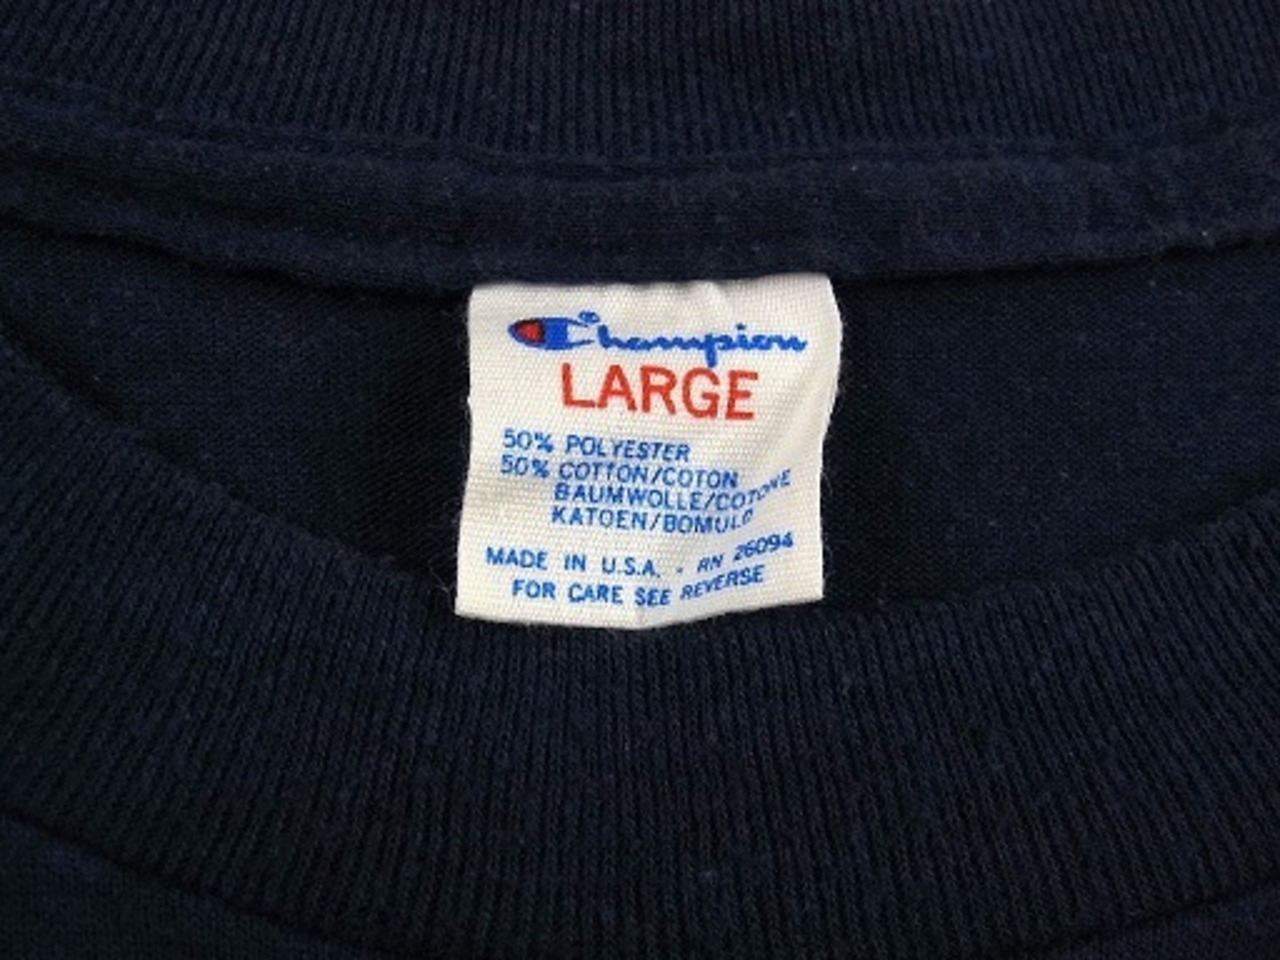 Champion®
LARGE
50% POLYESTER
50% COTTON/COTON
BAUMWOLLE/COTONE
KATOEN/BOMULD
MADE IN U.S.A. - RN 26094
FOR CARE SEE REVERSE